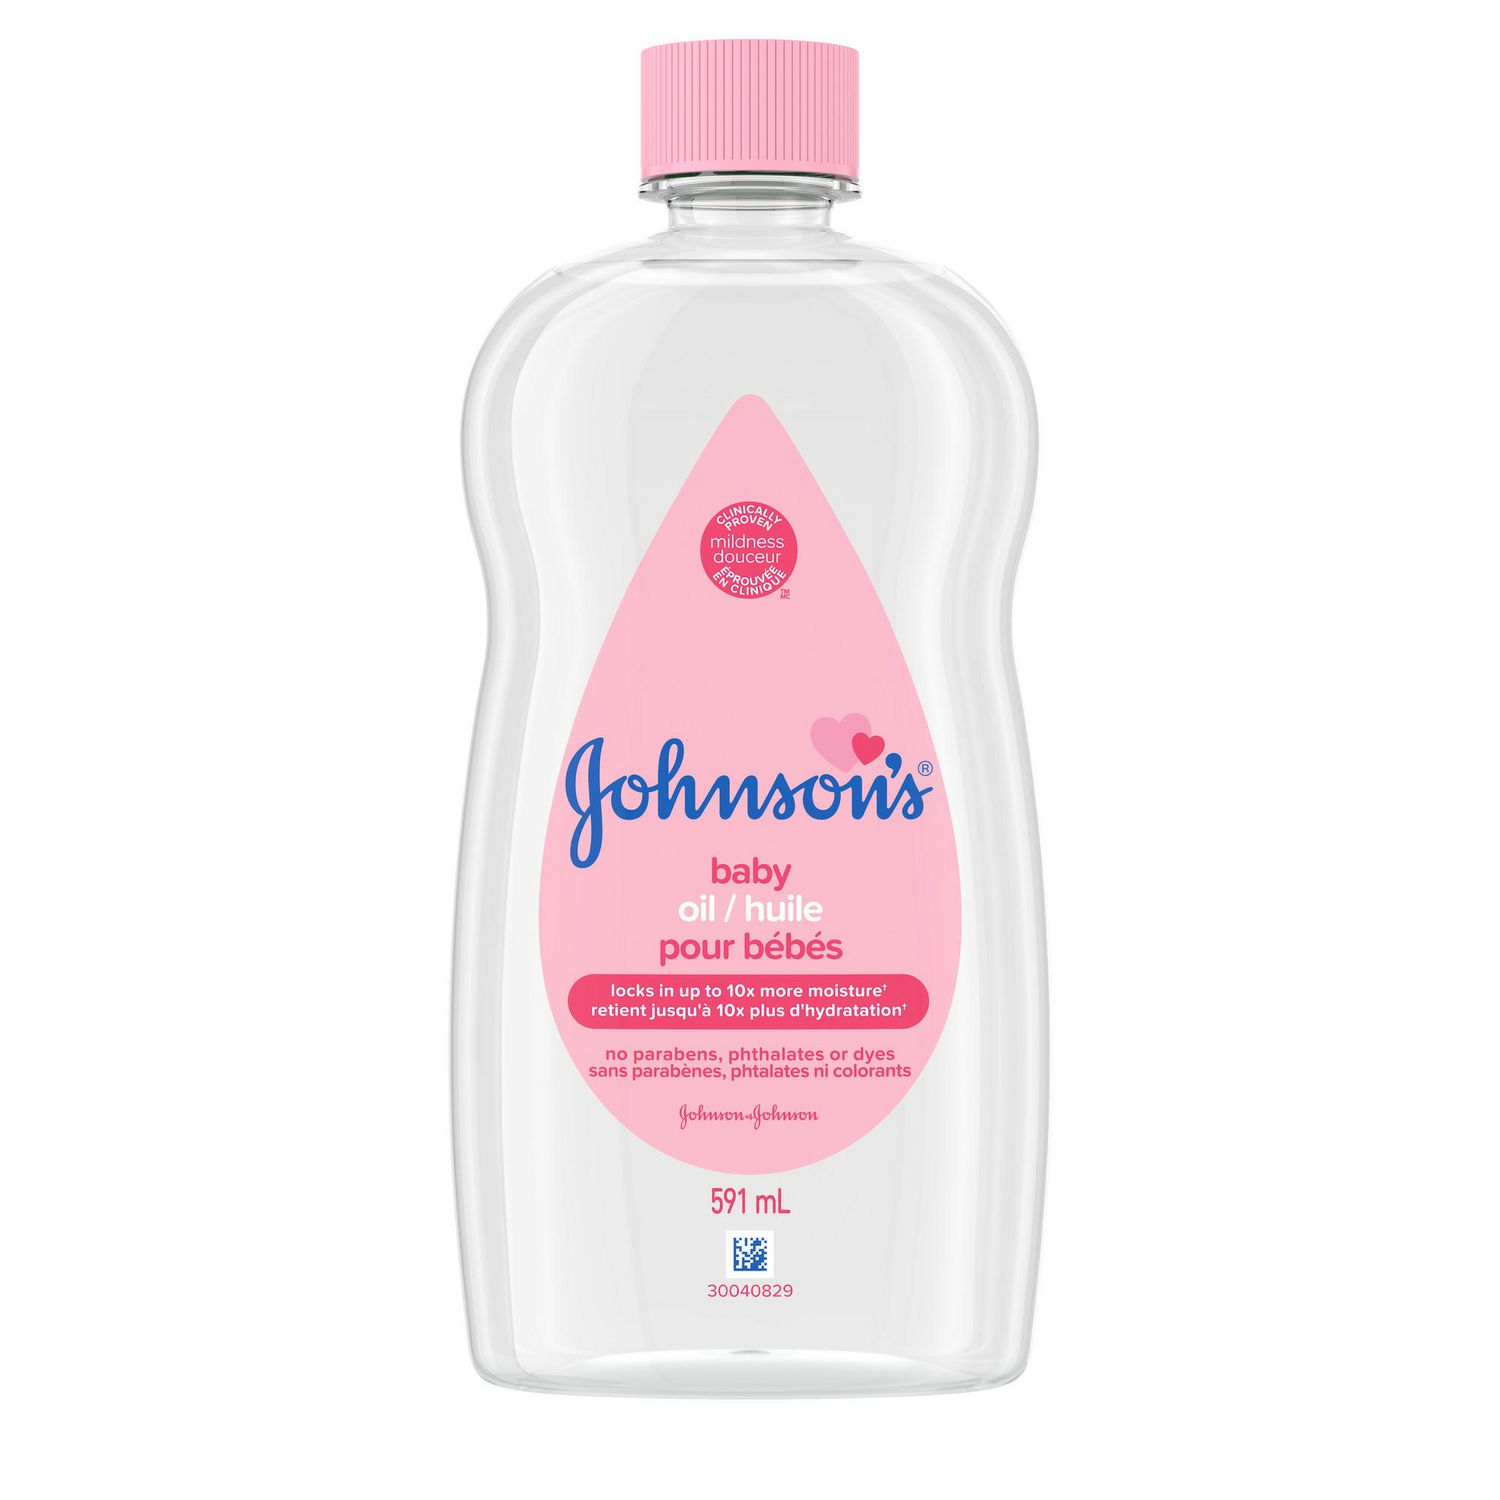 CLINICALLY
PROVEN
mildness
douceur
ÉPROUVÉE
EN CLINIQUE
TM
MC
Johnson's®
baby
oil / huile
pour bébés
locks in up to 10x more moisture†
retient jusqu'à 10x plus d'hydratation†
no parabens, phthalates or dyes
sans parabènes, phtalates ni colorants
Johnson & Johnson
591 mL
30040829